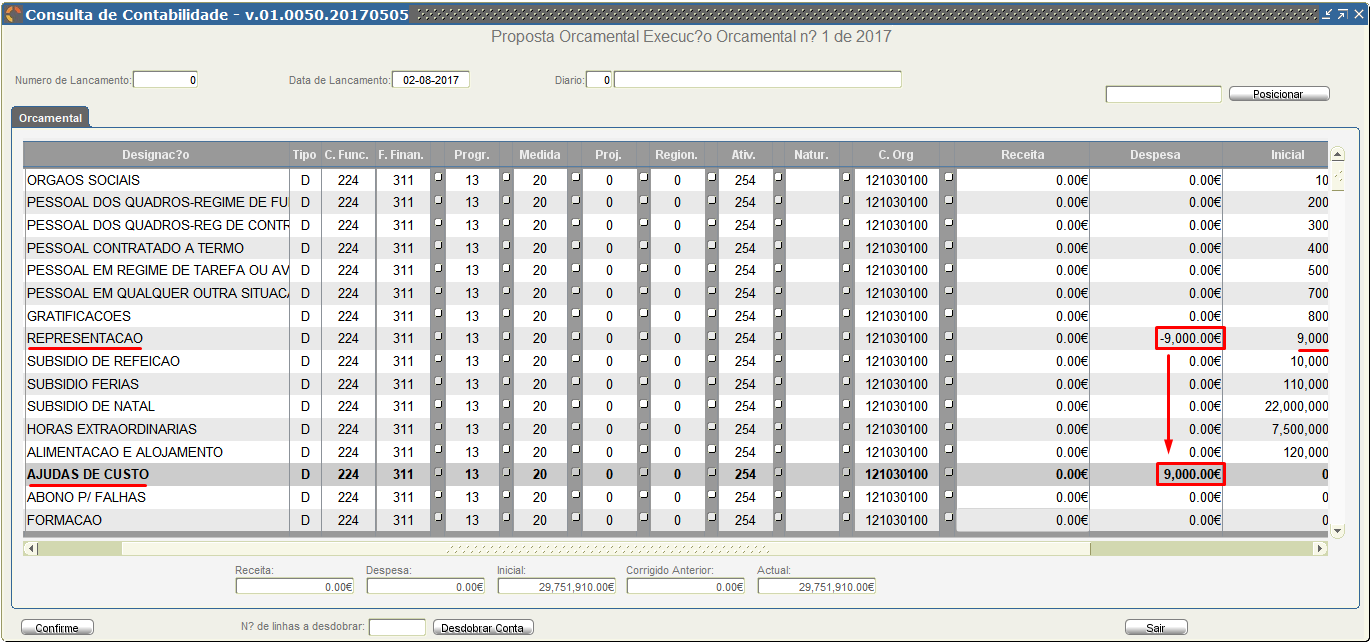 Consulta de Contabilidade - v.01.0050.20170505
Proposta Orcamental Execuc?o Orcamental n? 1 de 2017
Numero de Lancamento: 0 Data de Lancamento: 02-08-2017 Diario: 0
Posicionar
Orcamental
Designac?o Tipo C. Func. F. Finan. Progr. Medida Proj. Region. Ativ. Natur. C. Org Receita Despesa Inicial
ORGAOS SOCIAIS D 224 311 13 20 0 0 254 121030100 0.00€ 0.00€ 10
PESSOAL DOS QUADROS-REGIME DE FU D 224 311 13 20 0 0 254 121030100 0.00€ 0.00€ 200
PESSOAL DOS QUADROS-REG DE CONTR D 224 311 13 20 0 0 254 121030100 0.00€ 0.00€ 300
PESSOAL CONTRATADO A TERMO D 224 311 13 20 0 0 254 121030100 0.00€ 0.00€ 400
PESSOAL EM REGIME DE TAREFA OU AV D 224 311 13 20 0 0 254 121030100 0.00€ 0.00€ 500
PESSOAL EM QUALQUER OUTRA SITUAC D 224 311 13 20 0 0 254 121030100 0.00€ 0.00€ 700
GRATIFICACOES D 224 311 13 20 0 0 254 121030100 0.00€ 0.00€ 800
REPRESENTACAO D 224 311 13 20 0 0 254 121030100 0.00€ -9,000.00€ 9,000
SUBSIDIO DE REFEICAO D 224 311 13 20 0 0 254 121030100 0.00€ 0.00€ 10,000
SUBSIDIO FERIAS D 224 311 13 20 0 0 254 121030100 0.00€ 0.00€ 110,000
SUBSIDIO DE NATAL D 224 311 13 20 0 0 254 121030100 0.00€ 0.00€ 22,000,000
HORAS EXTRAORDINARIAS D 224 311 13 20 0 0 254 121030100 0.00€ 0.00€ 7,500,000
ALIMENTACAO E ALOJAMENTO D 224 311 13 20 0 0 254 121030100 0.00€ 0.00€ 120,000
AJUDAS DE CUSTO D 224 311 13 20 0 0 254 121030100 0.00€ 9,000.00€ 0
ABONO P/ FALHAS D 224 311 13 20 0 0 254 121030100 0.00€ 0.00€ 0
FORMACAO D 224 311 13 20 0 0 254 121030100 0.00€ 0.00€ 0
Receita: Despesa: Inicial: Corrigido Anterior: Actual:
0.00€ 0.00€ 29,751,910.00€ 0.00€ 29,751,910.00€
Confirme N? de linhas a desdobrar: Desdobrar Conta Sair